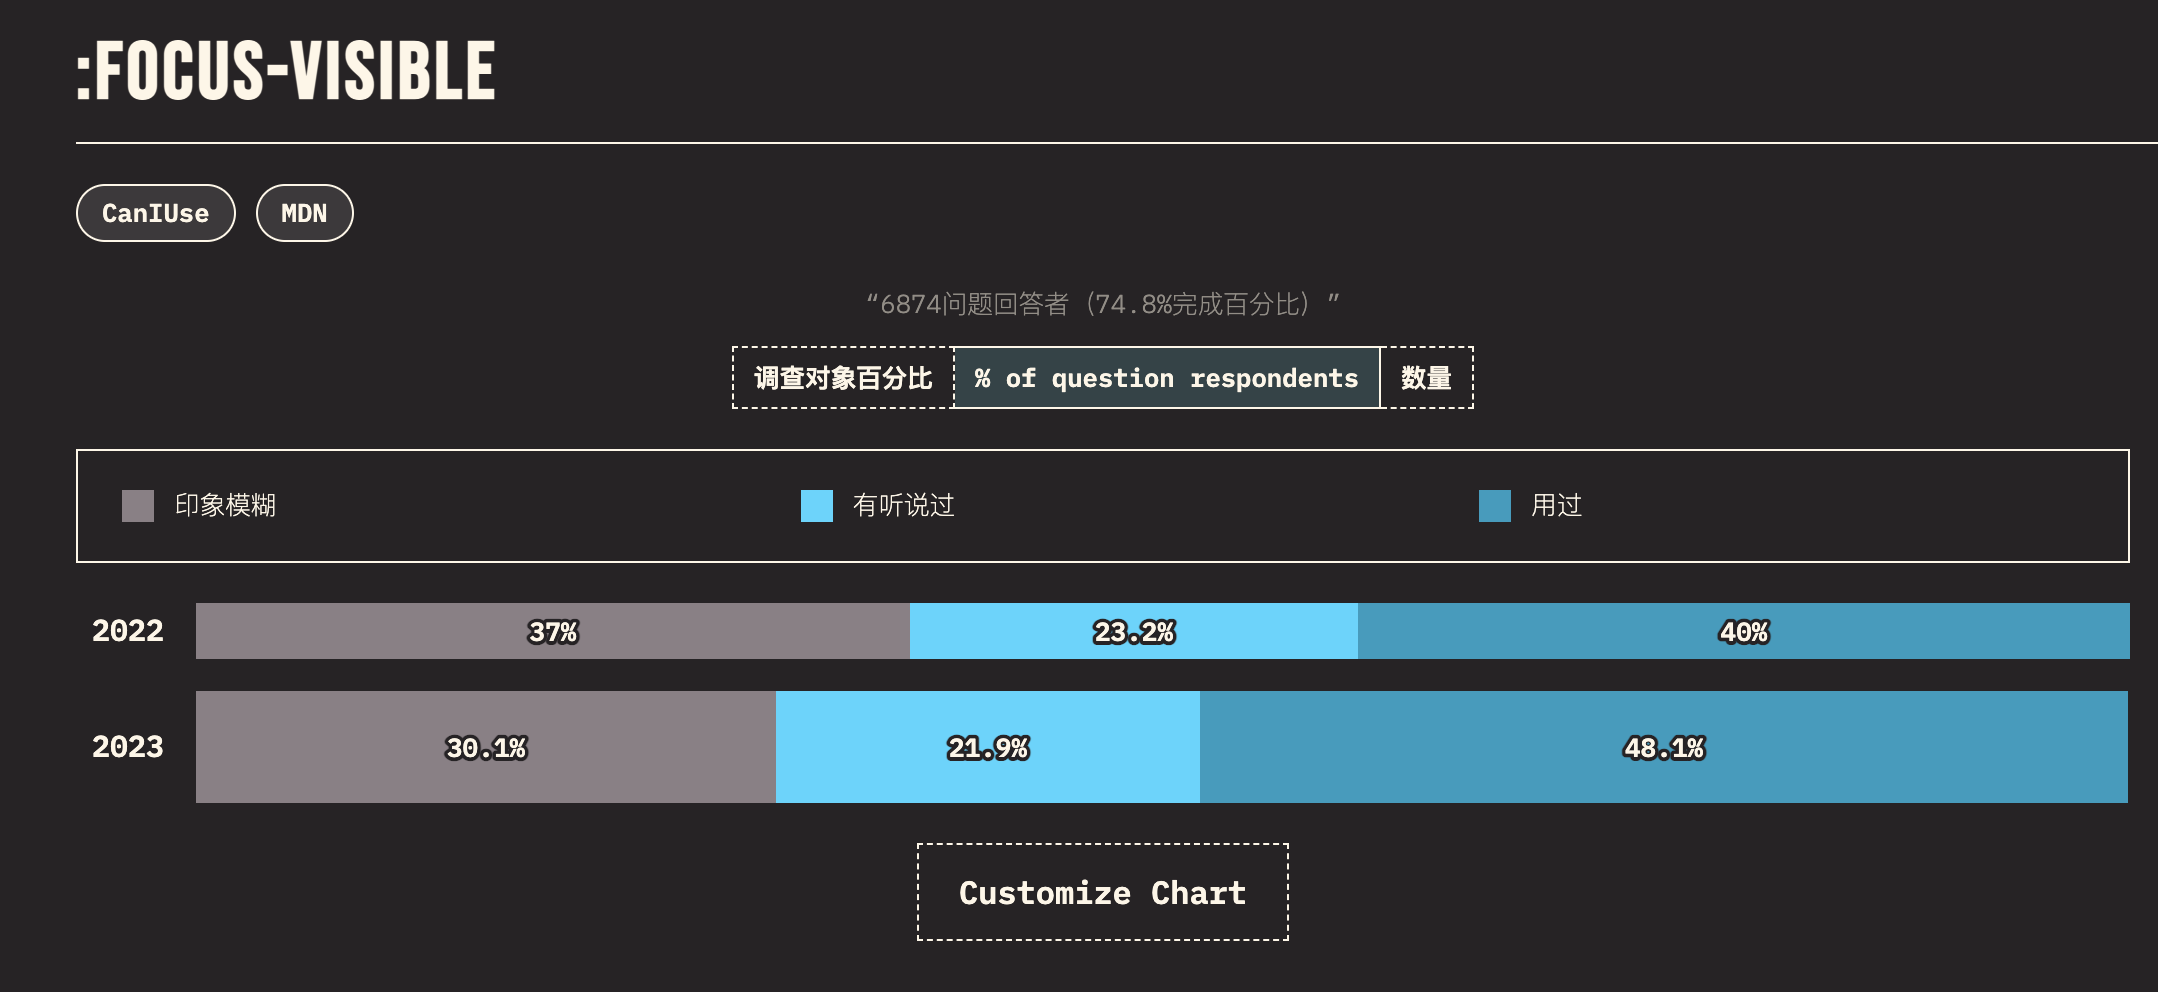 :FOCUS-VISIBLE
CanIUse MDN
“6874问题回答者（74.8%完成百分比）”
调查对象百分比 % of question respondents 数量
印象模糊 有听说过 用过
2022 37% 23.2% 40%
2023 30.1% 21.9% 48.1%
Customize Chart